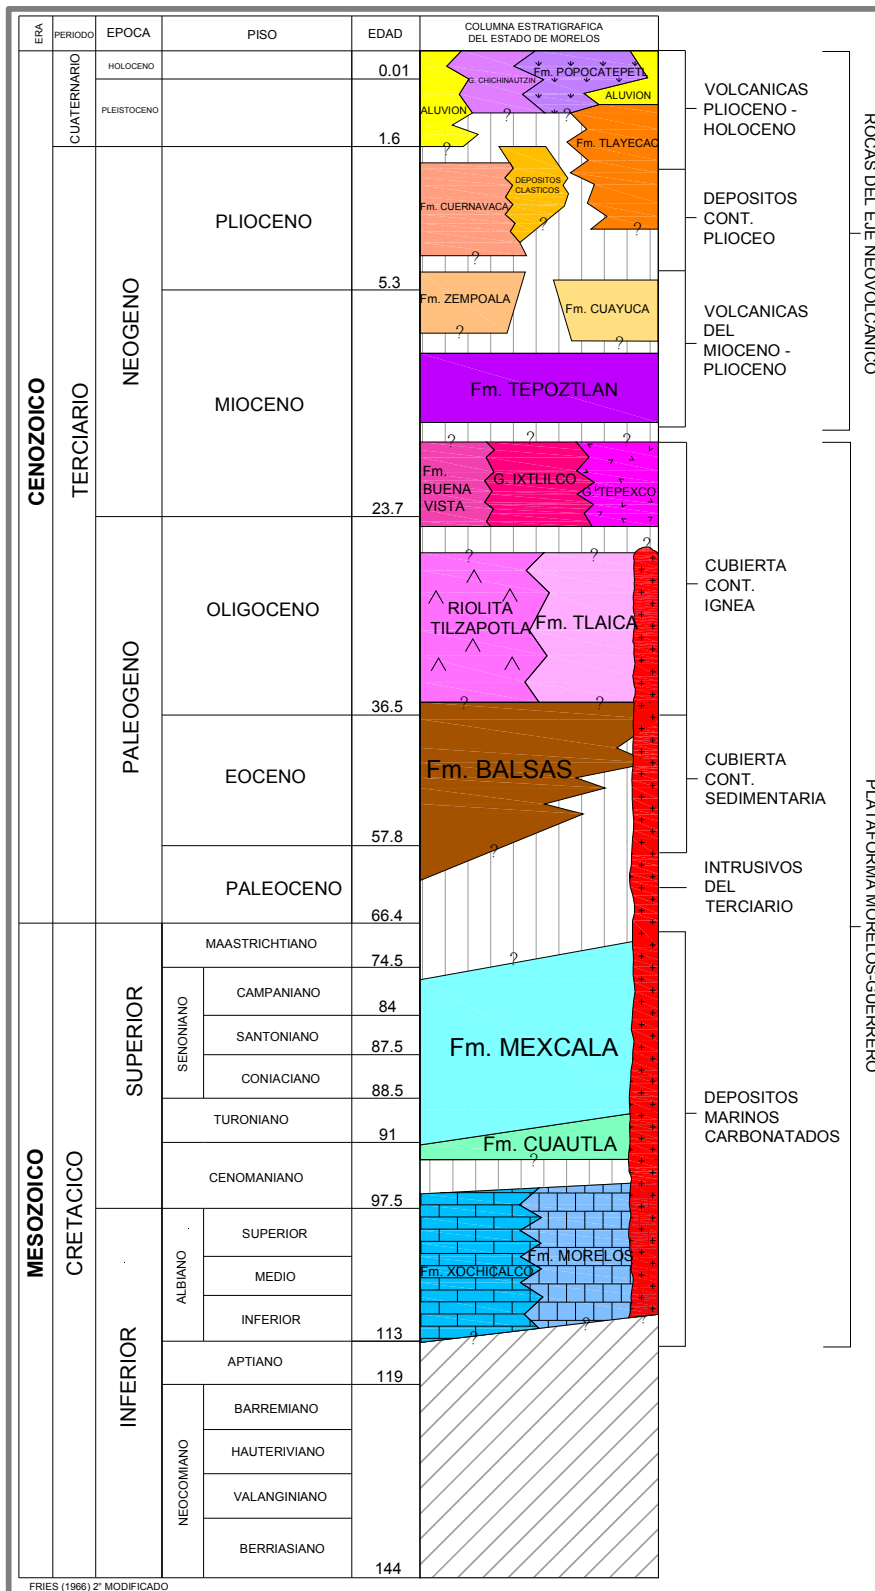 ERA
PERIODO
EPOCA
PISO
EDAD
COLUMNA ESTRATIGRAFICA
DEL ESTADO DE MORELOS
CENOZOICO
MESOZOICO
CUATERNARIO
TERCIARIO
CRETACICO
HOLOCENO
PLEISTOCENO
NEOGENO
PALEOGENO
SUPERIOR
INFERIOR
PLIOCENO
MIOCENO
OLIGOCENO
EOCENO
PALEOCENO
MAASTRICHTIANO
SENONIANO
CAMPANIANO
SANTONIANO
CONIACIANO
TURONIANO
CENOMANIANO
ALBIANO
SUPERIOR
MEDIO
INFERIOR
APTIANO
NEOCOMIANO
BARREMIANO
HAUTERIVIANO
VALANGINIANO
BERRIASIANO
0.01
1.6
5.3
23.7
36.5
57.8
66.4
74.5
84
87.5
88.5
91
97.5
113
119
144
G. CHICHINAUTZIN
Fm. POPOCATEPETL
ALUVION
ALUVION
?
?
?
Fm. TLAYECAC
DEPOSITOS
CLASTICOS
Fm. CUERNAVACA
?
?
?
Fm. ZEMPOALA
Fm. CUAYUCA
?
?
Fm. TEPOZTLAN
?
?
?
Fm.
BUENA
VISTA
G. IXTLILCO
G. TEPEXCO
?
?
?
RIOLITA
TILZAPOTLA
Fm. TLAICA
?
?
Fm. BALSAS
?
?
Fm. MEXCALA
Fm. CUAUTLA
?
Fm. XOCHICALCO
Fm. MORELOS
?
?
?
VOLCANICAS
PLIOCENO -
HOLOCENO
DEPOSITOS
CONT.
PLIOCEO
VOLCANICAS
DEL
MIOCENO -
PLIOCENO
CUBIERTA
CONT.
IGNEA
CUBIERTA
CONT.
SEDIMENTARIA
INTRUSIVOS
DEL
TERCIARIO
DEPOSITOS
MARINOS
CARBONATADOS
ROCAS DEL EJE NEOVOLCANICO
PLATAFORMA MORELOS-GUERRERO
FRIES (1966) 2° MODIFICADO